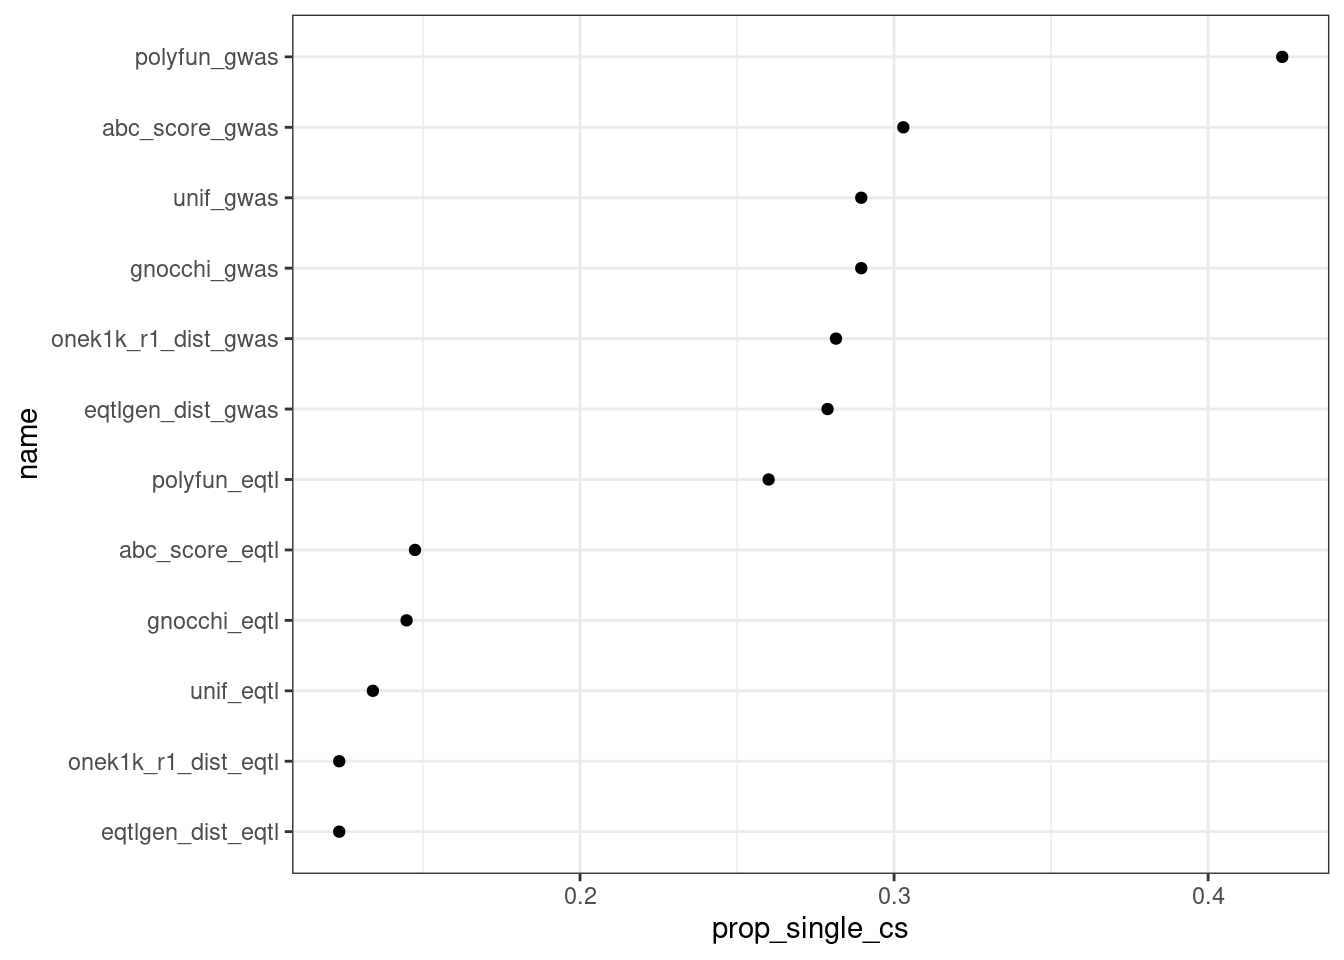 polyfun_gwas
abc_score_gwas
unif_gwas
gnocchi_gwas
onek1k_r1_dist_gwas
eqtlgen_dist_gwas
polyfun_eqtl
abc_score_eqtl
gnocchi_eqtl
unif_eqtl
onek1k_r1_dist_eqtl
eqtlgen_dist_eqtl
name
0.2 0.3 0.4
prop_single_cs